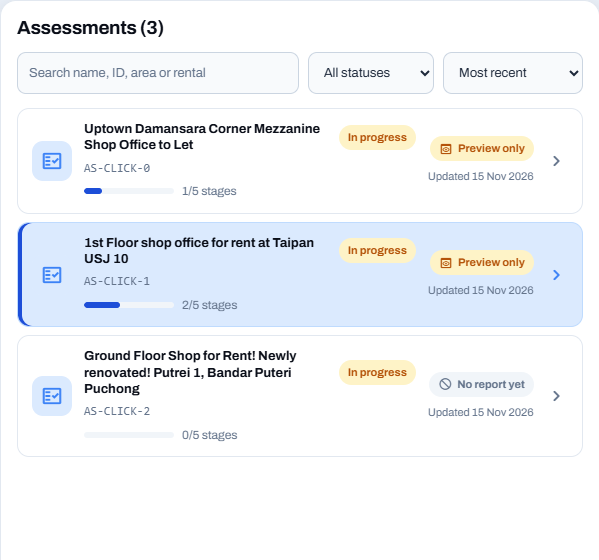 Assessments (3)
Search name, ID, area or rental
All statuses
Most recent
Uptown Damansara Corner Mezzanine
Shop Office to Let
AS-CLICK-0
1/5 stages
In progress
Preview only
Updated 15 Nov 2026
1st Floor shop office for rent at Taipan
USJ 10
AS-CLICK-1
2/5 stages
In progress
Preview only
Updated 15 Nov 2026
Ground Floor Shop for Rent! Newly
renovated! Putrei 1, Bandar Puteri
Puchong
AS-CLICK-2
0/5 stages
In progress
No report yet
Updated 15 Nov 2026